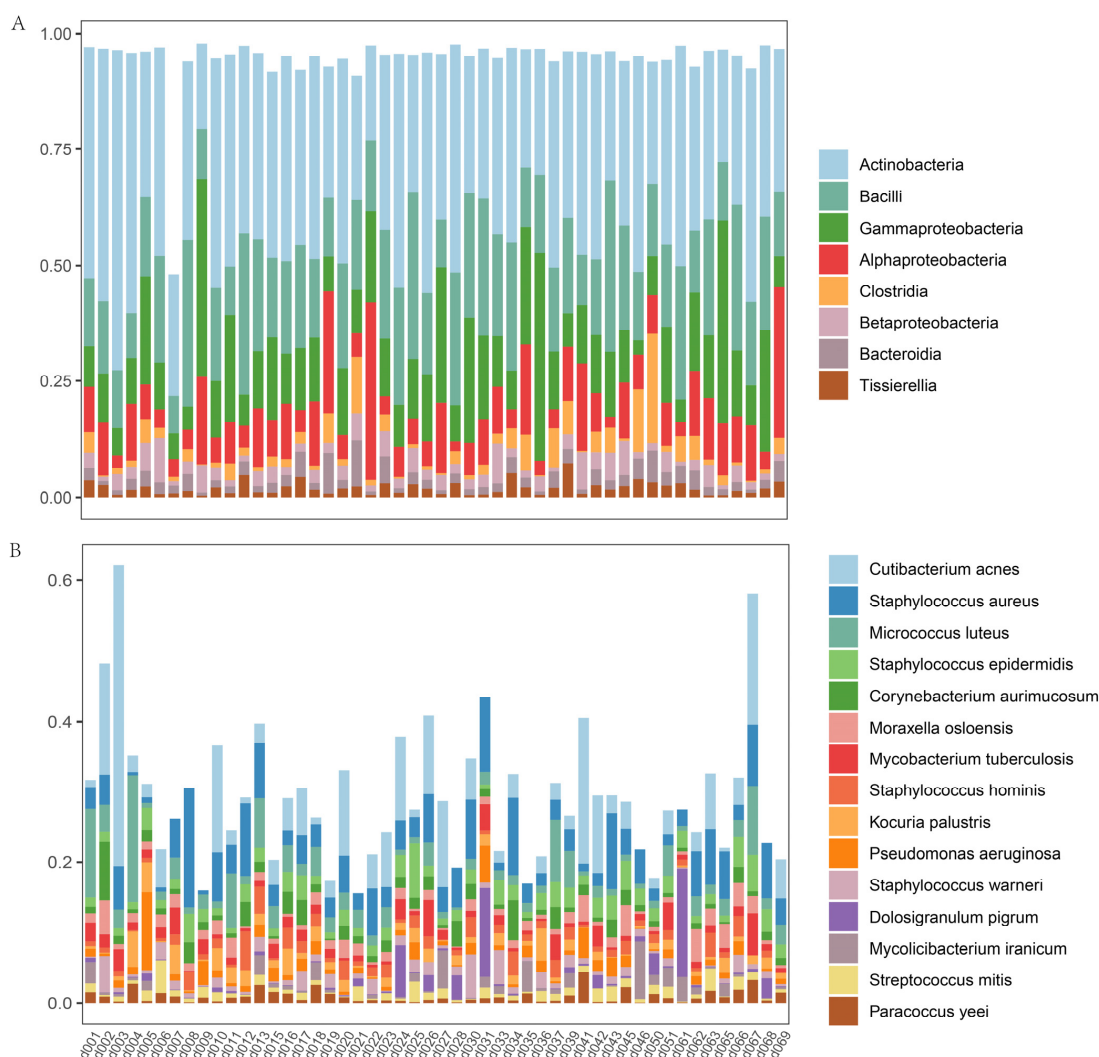 A
1.00
0.75
0.50
0.25
0.00
Actinobacteria
Bacilli
Gammaproteobacteria
Alphaproteobacteria
Clostridia
Betaproteobacteria
Bacteroidia
Tissierellia
B
0.6
0.4
0.2
0.0
Cutibacterium acnes
Staphylococcus aureus
Micrococcus luteus
Staphylococcus epidermidis
Corynebacterium aurimucosum
Moraxella osloensis
Mycobacterium tuberculosis
Staphylococcus hominis
Kocuria palustris
Pseudomonas aeruginosa
Staphylococcus warneri
Dolosigranulum pigrum
Mycolicibacterium iranicum
Streptococcus mitis
Paracoccus yeei
d001 d002 d003 d004 d005 d006 d007 d008 d009 d010 d011 d012 d013 d015 d016 d017 d018 d019 d020 d021 d022 d023 d024 d025 d026 d027 d028 d030 d031 d033 d034 d035 d036 d037 d039 d041 d042 d043 d045 d046 d050 d051 d061 d062 d063 d065 d066 d067 d068 d069